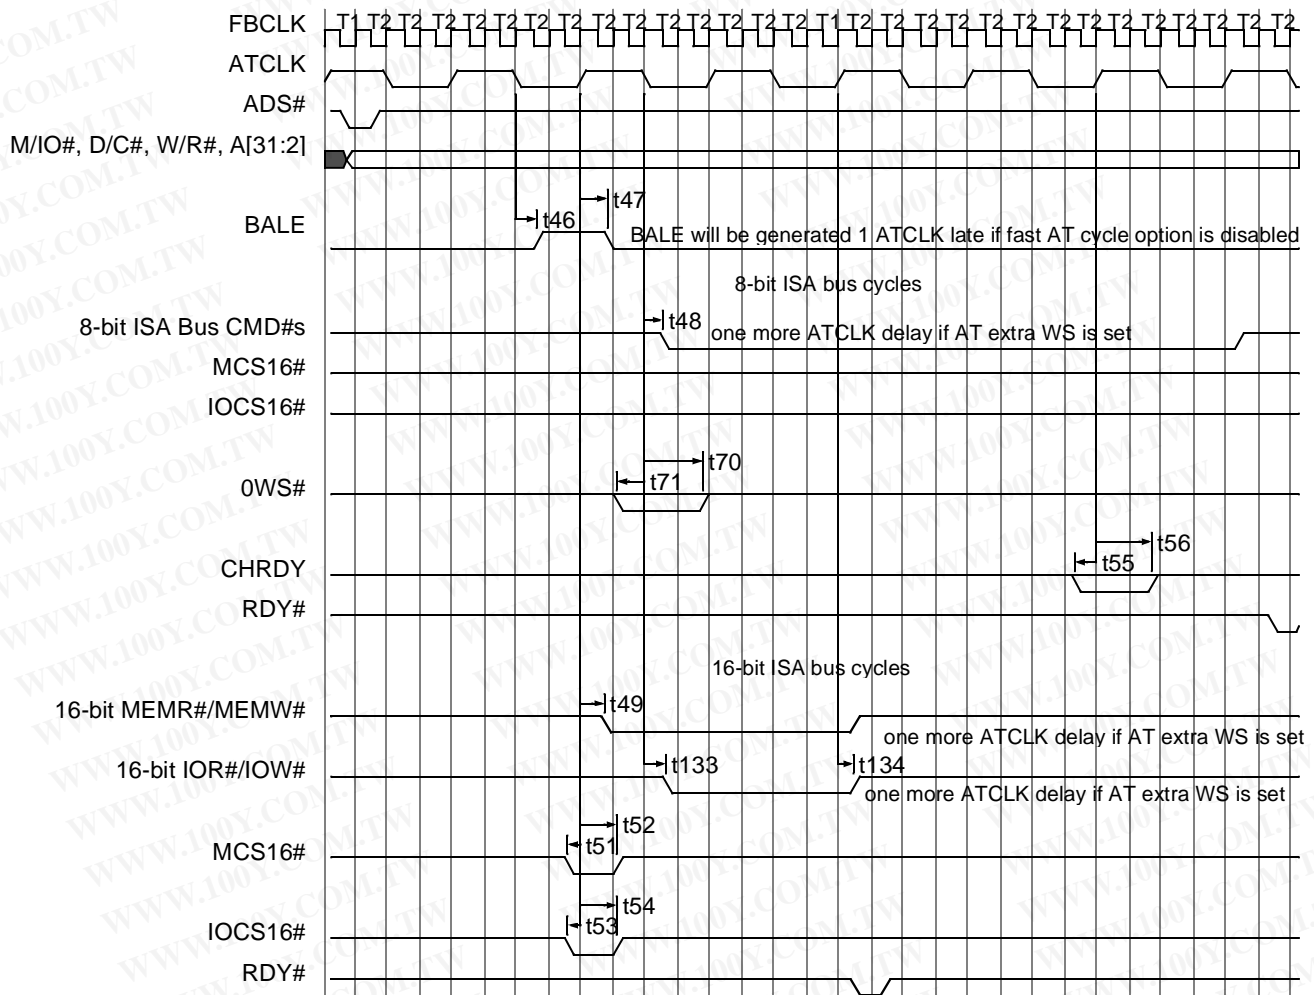 FBCLK T1 T2 T2 T2 T2 T2 T2 T2 T2 T2 T2 T2 T2 T2 T2 T1 T2 T2 T2 T2 T2 T2 T2 T2 T2 T2 T2 T2 T2 T2
ATCLK
ADS#
M/IO#, D/C#, W/R#, A[31:2]
t47
BALE t46
BALE will be generated 1 ATCLK late if fast AT cycle option is disabled
8-bit ISA bus cycles
8-bit ISA Bus CMD#s t48 one more ATCLK delay if AT extra WS is set
MCS16#
IOCS16#
t70
0WS# t71
t56
CHRDY t55
RDY#
16-bit ISA bus cycles
16-bit MEMR#/MEMW# t49
one more ATCLK delay if AT extra WS is set
16-bit IOR#/IOW# t133 t134
one more ATCLK delay if AT extra WS is set
t52
MCS16# t51
t54
IOCS16# t53
RDY#
WWW.100Y.COM.TW